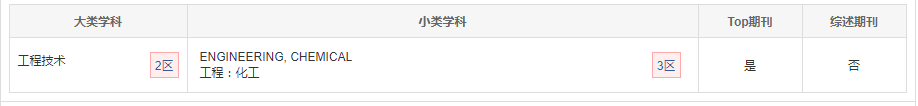 大类学科 小类学科 Top期刊 综述期刊
工程技术 2区 ENGINEERING, CHEMICAL 3区 是 否
工程：化工